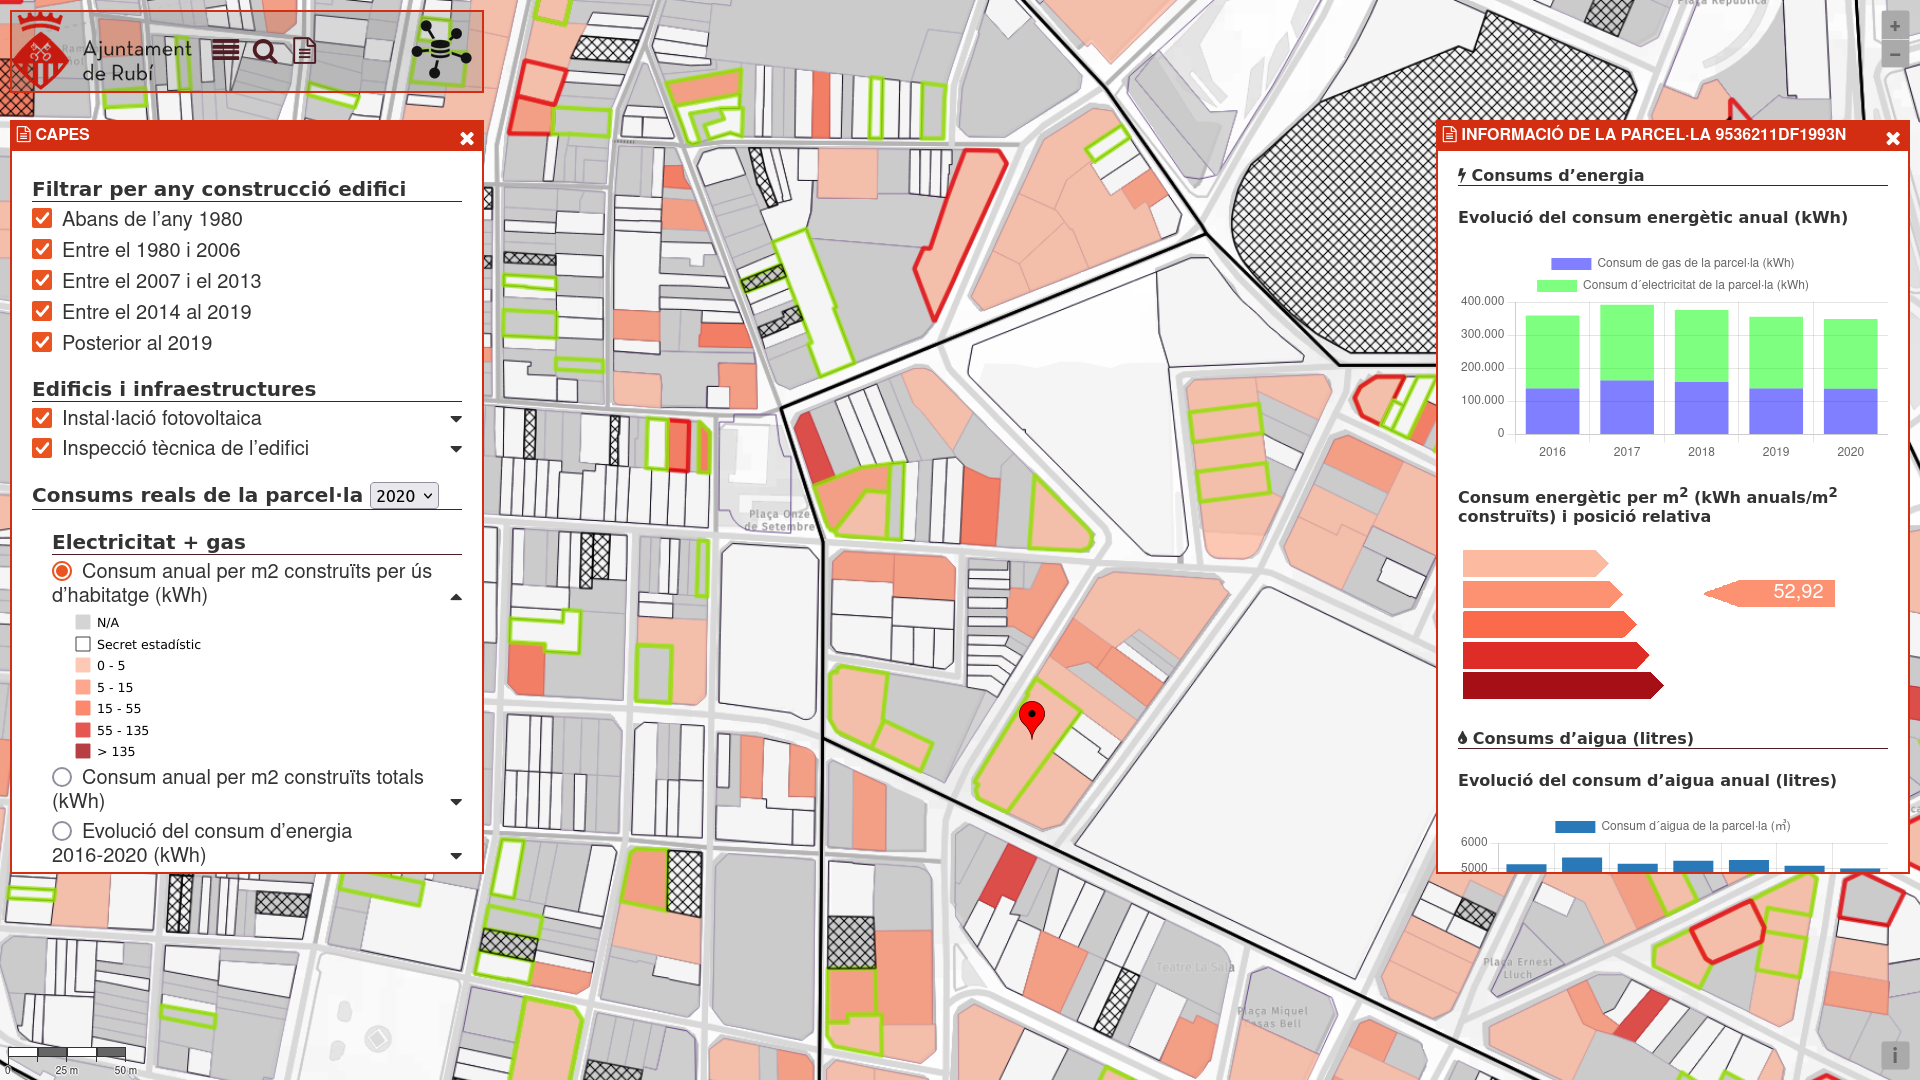 Ajuntament
de Rubí
CAPES
Filtrar per any construcció edifici
Abans de l'any 1980
Entre el 1980 i 2006
Entre el 2007 i el 2013
Entre el 2014 al 2019
Posterior al 2019
Edificis i infraestructures
Instal·lació fotovoltaica
Inspecció tècnica de l'edifici
Consums reals de la parcel·la 2020
Electricitat + gas
Consum anual per m2 construïts per ús
d'habitatge (kWh)
N/A
Secret estadístic
0 - 5
5 - 15
15 - 55
55 - 135
> 135
Consum anual per m2 construïts totals
(kWh)
Evolució del consum d'energia
2016-2020 (kWh)
0 25 m 50 m
Plaça Onze
de Setembre
Teatre La Sala
Plaça Miquel
Plaça Ernest
Lluch
Plaça República
+
−
i
INFORMACIÓ DE LA PARCEL·LA 9536211DF1993N
Consums d'energia
Evolució del consum energètic anual (kWh)
Consum de gas de la parcel·la (kWh)
Consum d´electricitat de la parcel·la (kWh)
400.000
300.000
200.000
100.000
0
2016 2017 2018 2019 2020
Consum energètic per m² (kWh anuals/m²
construïts) i posició relativa
52,92
Consums d'aigua (litres)
Evolució del consum d'aigua anual (litres)
Consum d´aigua de la parcel·la (m³)
6000
5000